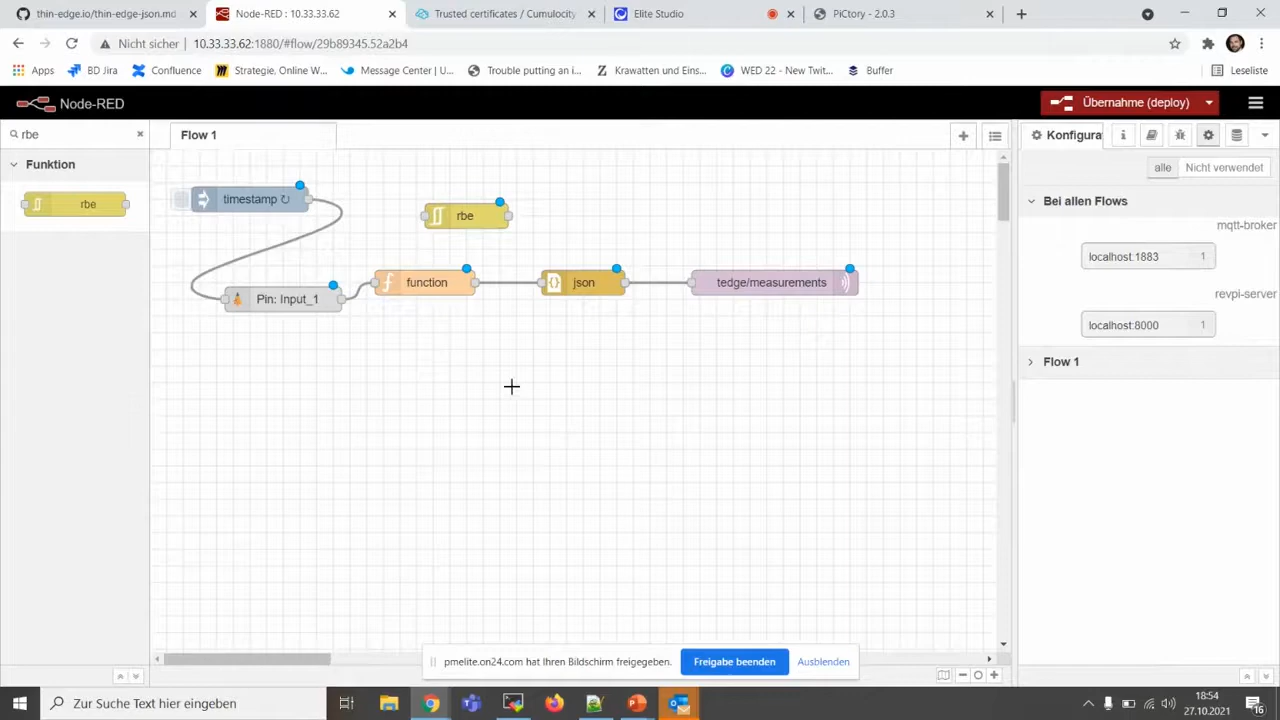 thin-edge.io/thin-edge-json.md
Node-RED : 10.33.33.62
Trusted certificates / Cumulocity
Elite Studio
PiCtory - 2.0.3
Nicht sicher
10.33.33.62:1880/#flow/29b89345.52a2b4
Apps
BD Jira
Confluence
Strategie, Online W...
Message Center | U...
Trouble putting an i...
Krawatten und Eins...
WED 22 - New Twit...
Buffer
Leseliste
Node-RED
Übernahme (deploy)
rbe
Flow 1
Konfigura
i
Funktion
alle
Nicht verwendet
rbe
timestamp ↻
rbe
Bei allen Flows
mqtt-broker
localhost:1883
1
Pin: Input_1
function
json
tedge/measurements
revpi-server
localhost:8000
1
Flow 1
pmelite.on24.com hat Ihren Bildschirm freigegeben.
Freigabe beenden
Ausblenden
Zur Suche Text hier eingeben
18:54
27.10.2021
16